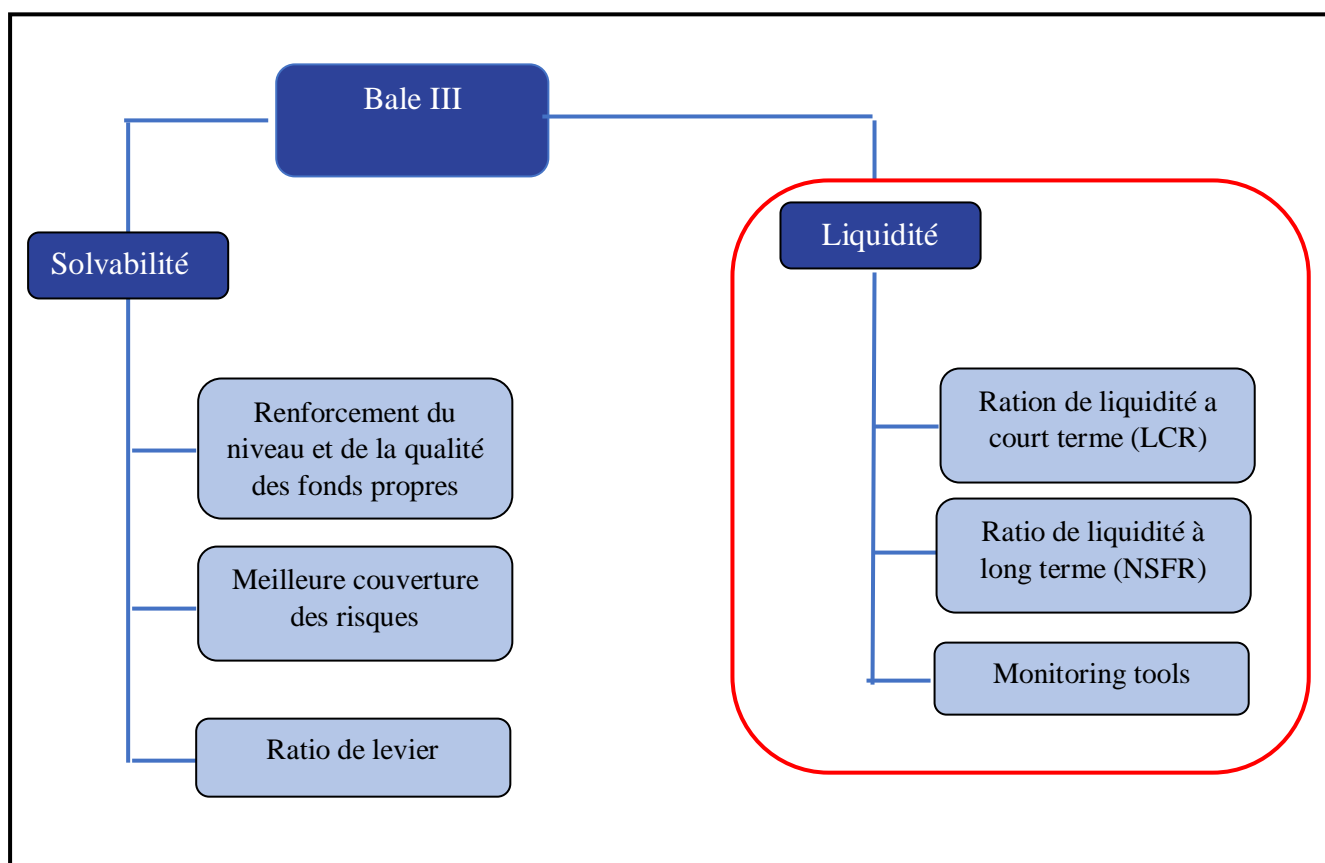 Bale III
Solvabilité
Renforcement du
niveau et de la qualité
des fonds propres
Meilleure couverture
des risques
Ratio de levier
Liquidité
Ration de liquidité a
court terme (LCR)
Ratio de liquidité à
long terme (NSFR)
Monitoring tools